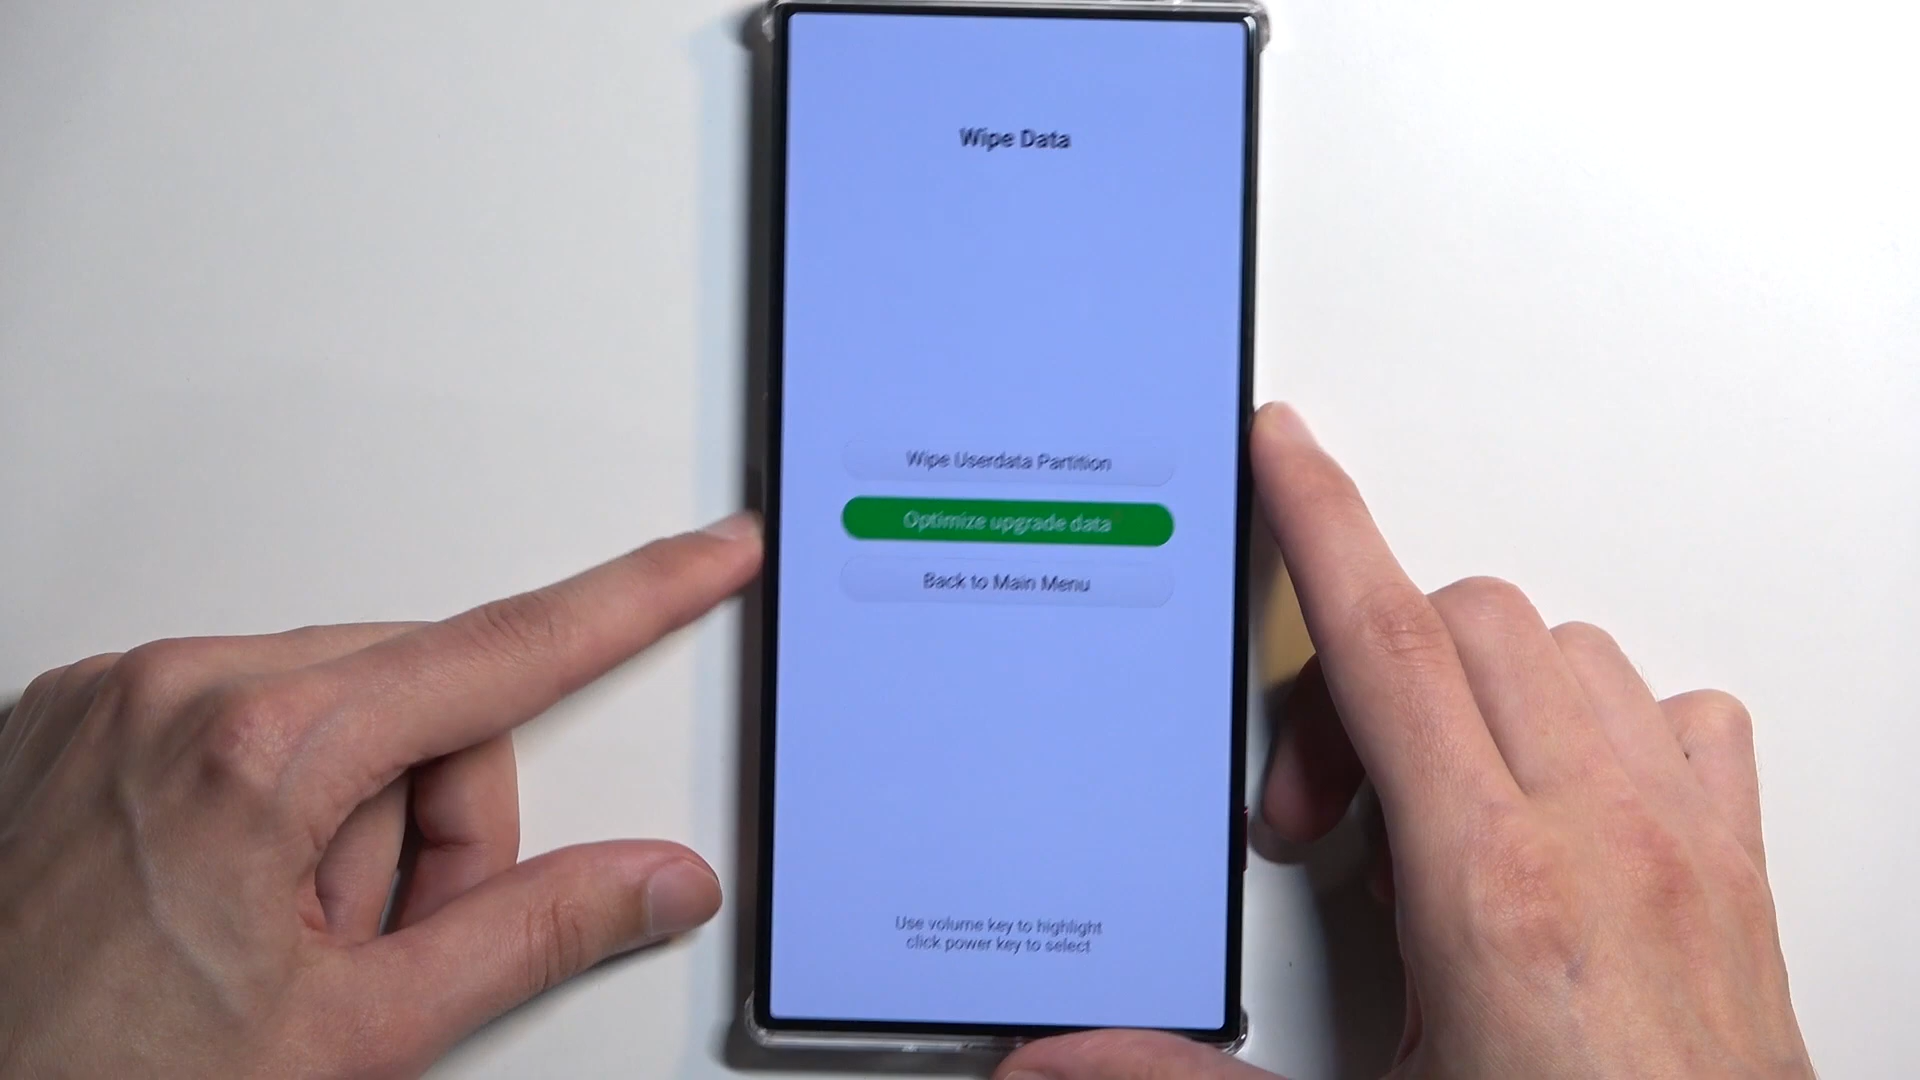 Wipe Data
Wipe Userdata Partition
Optimize upgrade data
Back to Main Menu
Use volume key to highlight
click power key to select